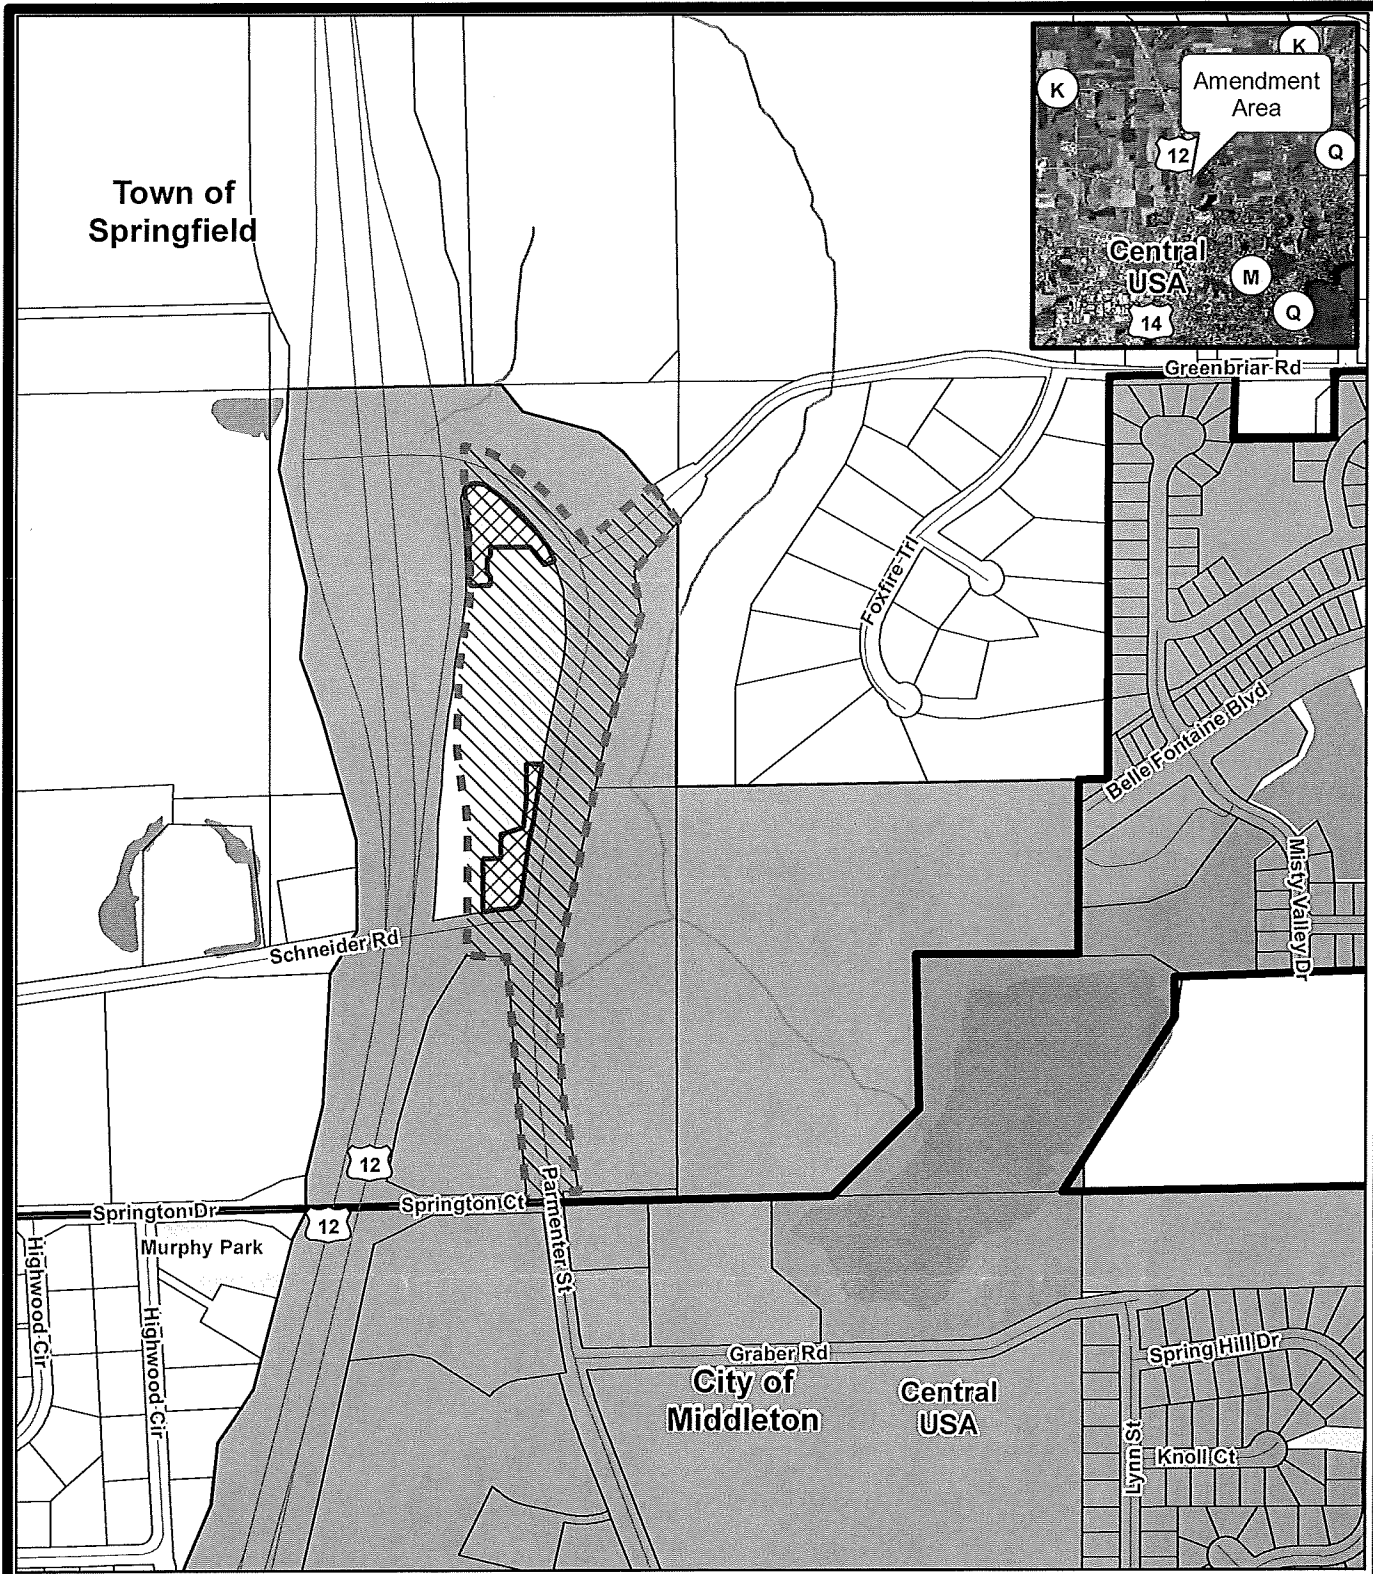 K
K
Amendment
Area
12
Q
Central
USA
M
14
Q
Town of
Springfield
Greenbriar Rd
Foxfire Trl
Belle Fontaine Blvd
Misty Valley Dr
Schneider Rd
12
Springton Dr
12
Springton Ct
Parmenter St
Murphy Park
Highwood Cir
Highwood Cir
Graber Rd
Spring Hill Dr
City of
Middleton
Central
USA
Lynn St
Knoll Ct